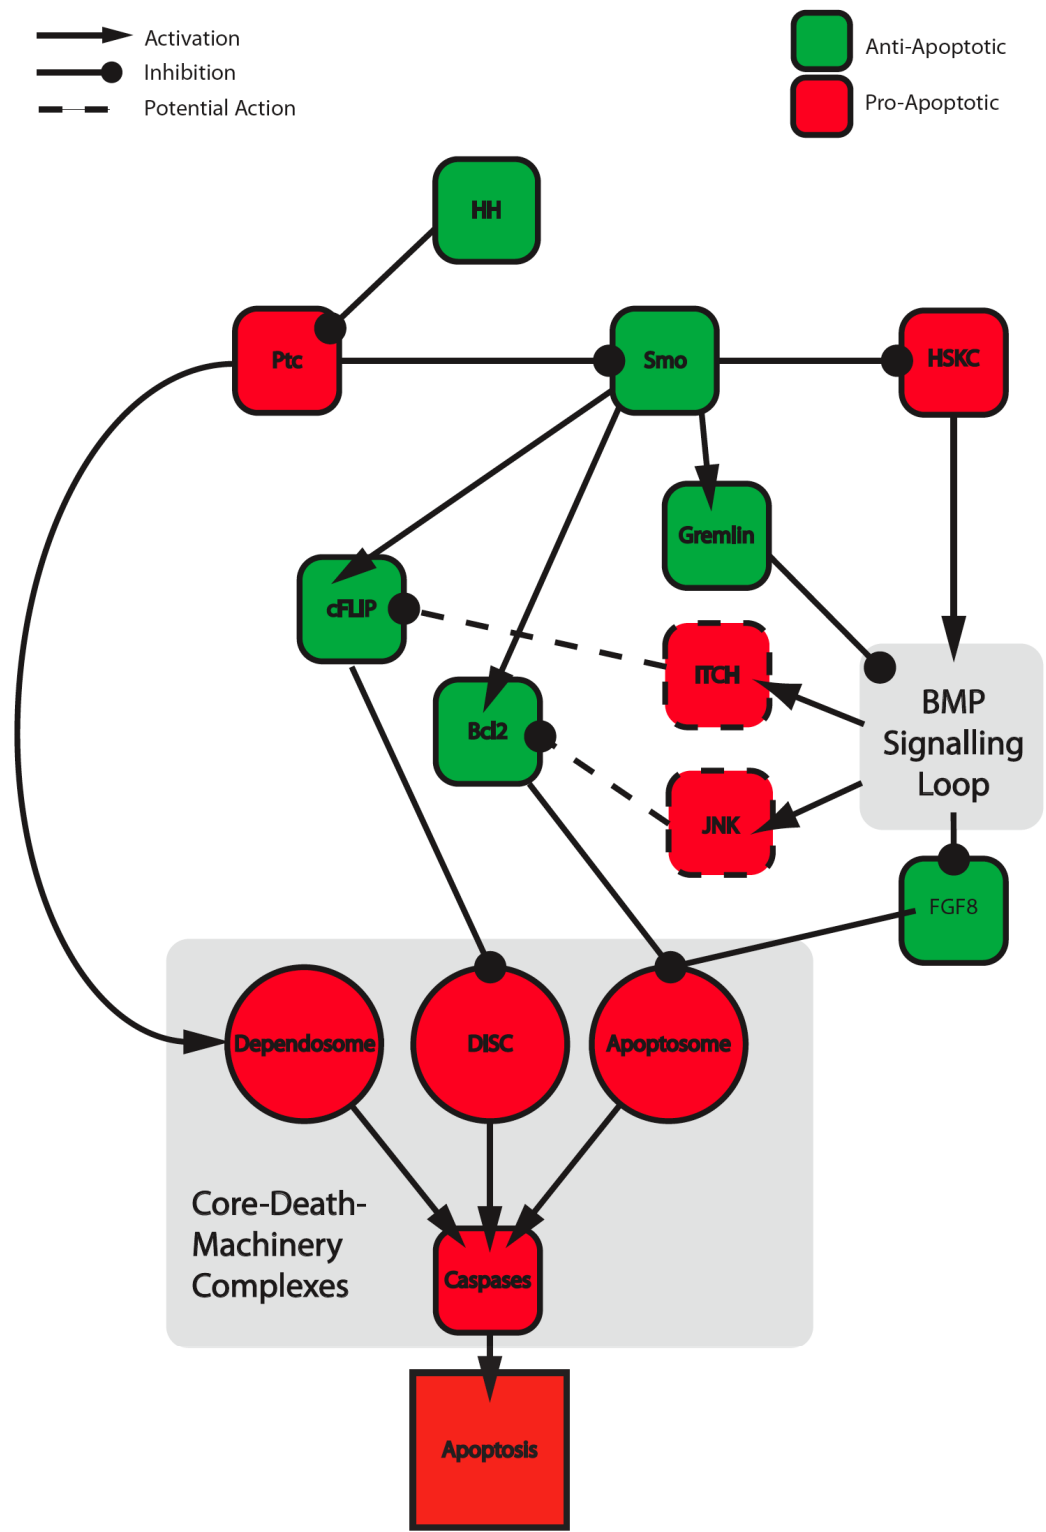 Activation
Inhibition
Potential Action
Anti-Apoptotic
Pro-Apoptotic
HH
Ptc
Smo
HSKC
Gremlin
cFLIP
ITCH
Bcl2
BMP
Signalling
Loop
JNK
FGF8
Dependosome
DISC
Apoptosome
Core-Death-
Machinery
Complexes
Caspases
Apoptosis